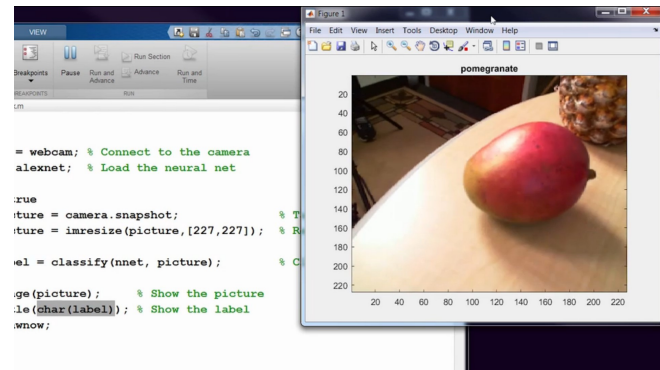 VIEW
Breakpoints
Pause
Run and
Advance
Run Section
Advance
Run and
Time
BREAKPOINTS
RUN
.m
= webcam; % Connect to the camera
alexnet; % Load the neural net
rue
ture = camera.snapshot; % T
ture = imresize(picture,[227,227]); % R
el = classify(nnet, picture); % C
ge(picture); % Show the picture
le(char(label)); % Show the label
wnow;
Figure 1
File Edit View Insert Tools Desktop Window Help
pomegranate
20
40
60
80
100
120
140
160
180
200
220
20 40 60 80 100 120 140 160 180 200 220